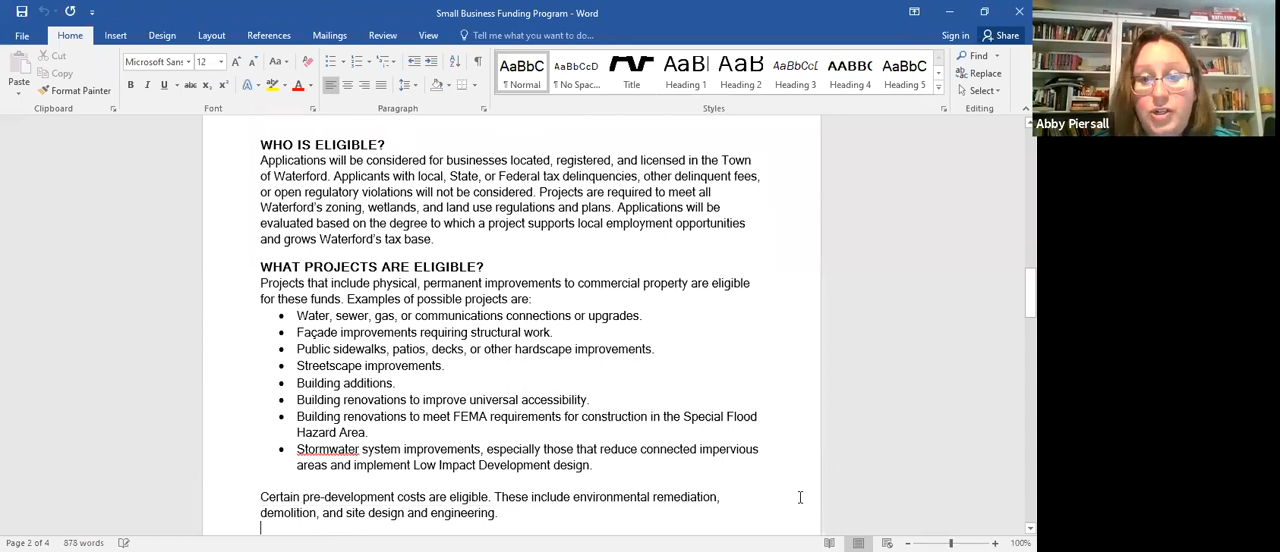 Small Business Funding Program - Word
File Home Insert Design Layout References Mailings Review View Tell me what you want to do... Sign in Share
Paste Cut Copy Format Painter
Microsoft San 12
AaBbC AaBbCcD AaBl AaB AaBbCcL AABBC AaBbC
¶ Normal ¶ No Spac... Title Heading 1 Heading 2 Heading 3 Heading 4 Heading 5
Find Replace Select
Clipboard Font Paragraph Styles Editing
Abby Piersall
WHO IS ELIGIBLE?
Applications will be considered for businesses located, registered, and licensed in the Town
of Waterford. Applicants with local, State, or Federal tax delinquencies, other delinquent fees,
or open regulatory violations will not be considered. Projects are required to meet all
Waterford's zoning, wetlands, and land use regulations and plans. Applications will be
evaluated based on the degree to which a project supports local employment opportunities
and grows Waterford's tax base.
WHAT PROJECTS ARE ELIGIBLE?
Projects that include physical, permanent improvements to commercial property are eligible
for these funds. Examples of possible projects are:
• Water, sewer, gas, or communications connections or upgrades.
• Façade improvements requiring structural work.
• Public sidewalks, patios, decks, or other hardscape improvements.
• Streetscape improvements.
• Building additions.
• Building renovations to improve universal accessibility.
• Building renovations to meet FEMA requirements for construction in the Special Flood
Hazard Area.
• Stormwater system improvements, especially those that reduce connected impervious
areas and implement Low Impact Development design.
Certain pre-development costs are eligible. These include environmental remediation,
demolition, and site design and engineering.
Page 2 of 4 878 words 100%